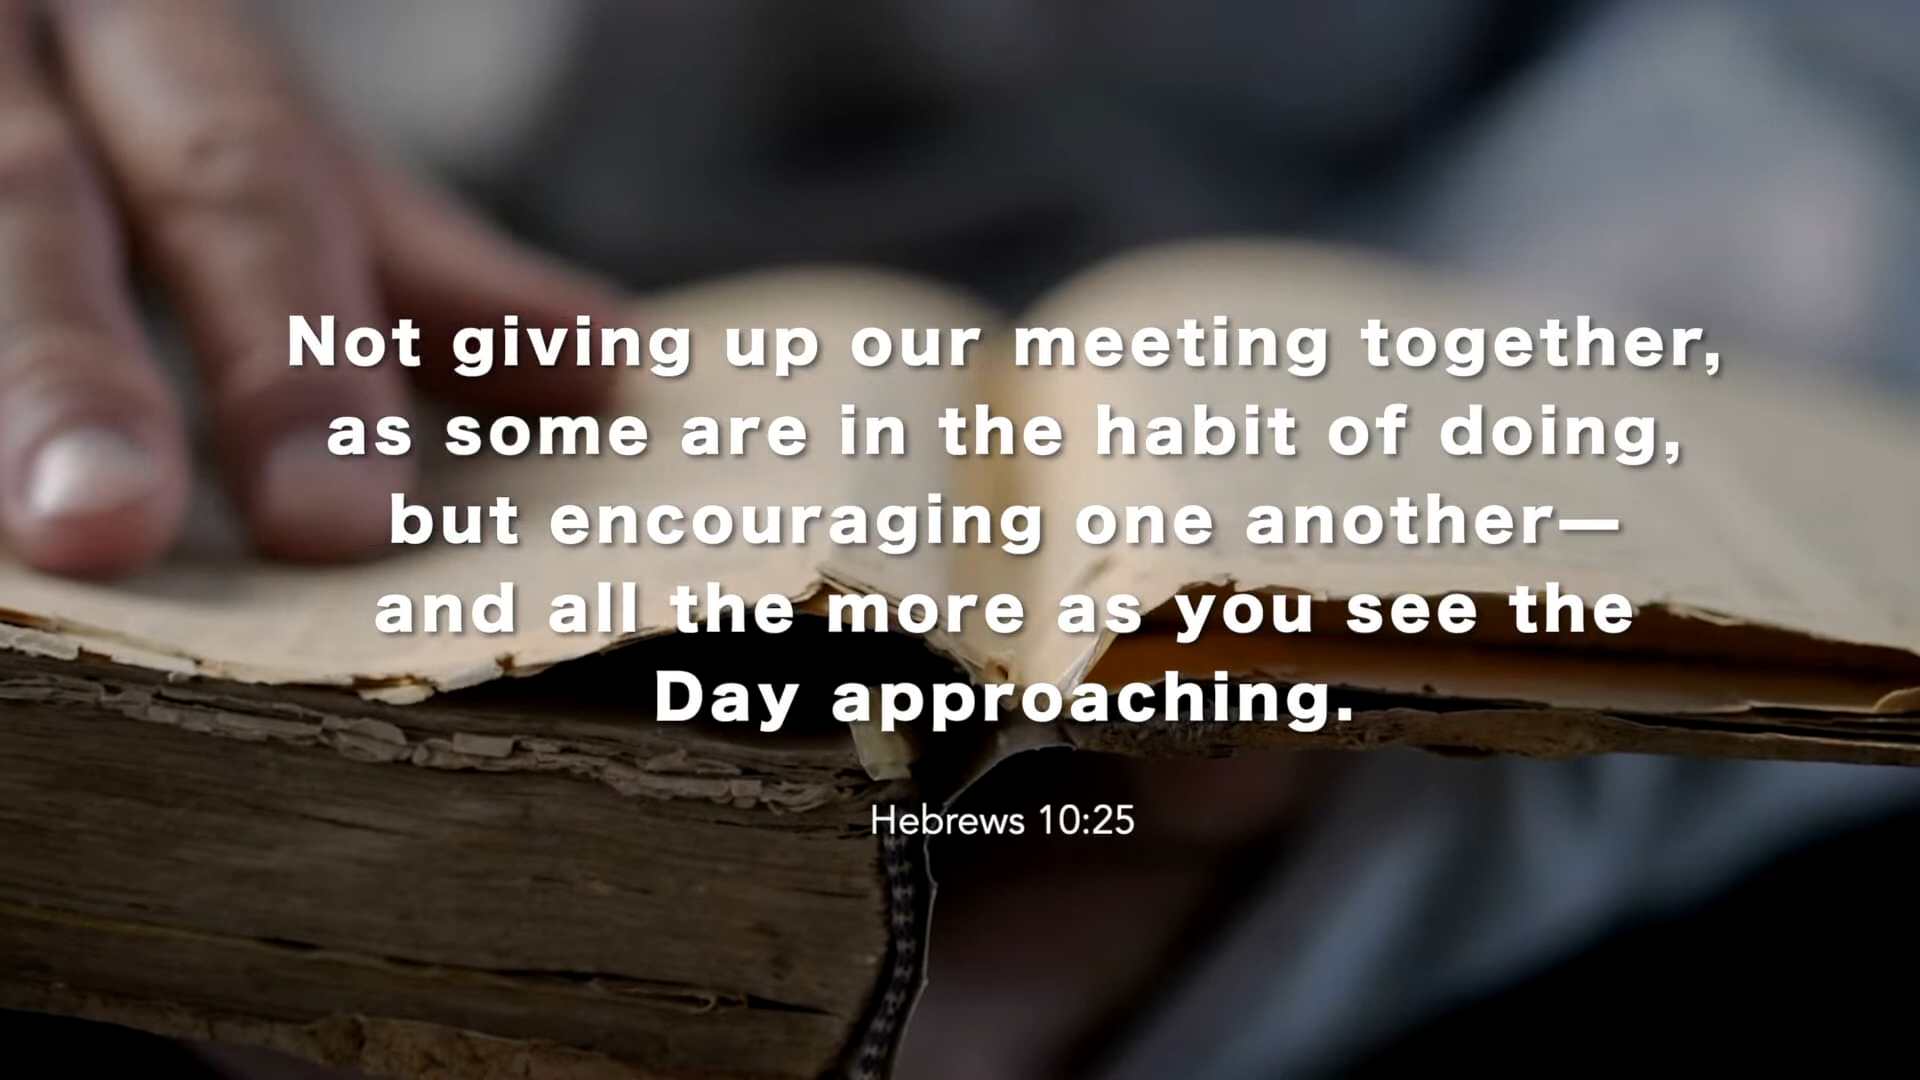 Not giving up our meeting together,
as some are in the habit of doing,
but encouraging one another—
and all the more as you see the
Day approaching.
Hebrews 10:25